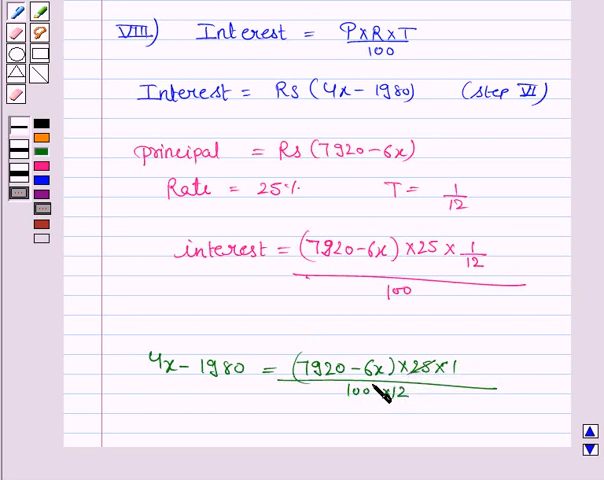 VIII.) Interest = P×R×T / 100
Interest = Rs (4x - 1980) (step VI)
principal = Rs (7920 - 6x)
Rate = 25% T = 1/12
interest = (7920 - 6x) × 25 × 1/12 / 100
4x - 1980 = (7920 - 6x) × 25 × 1 / 100 × 12